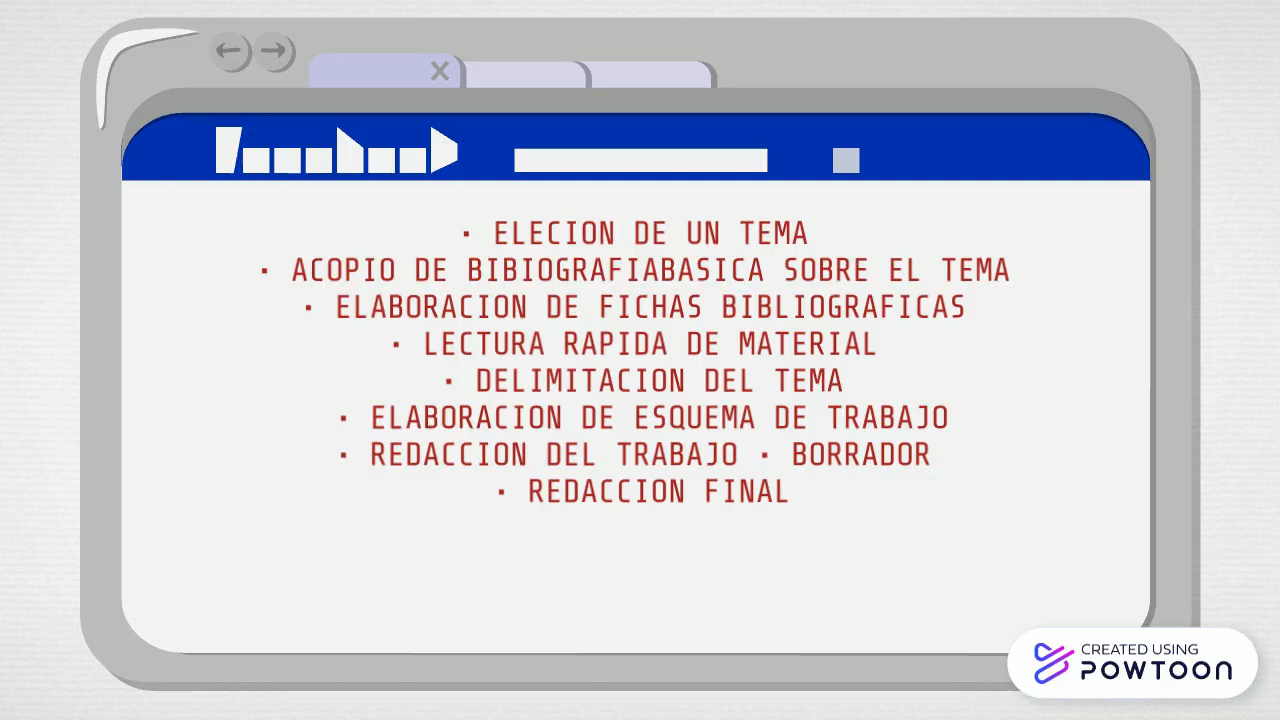 · ELECION DE UN TEMA
· ACOPIO DE BIBIOGRAFIABASICA SOBRE EL TEMA
· ELABORACION DE FICHAS BIBLIOGRAFICAS
· LECTURA RAPIDA DE MATERIAL
· DELIMITACION DEL TEMA
· ELABORACION DE ESQUEMA DE TRABAJO
· REDACCION DEL TRABAJO · BORRADOR
· REDACCION FINAL
CREATED USING
POWTOON